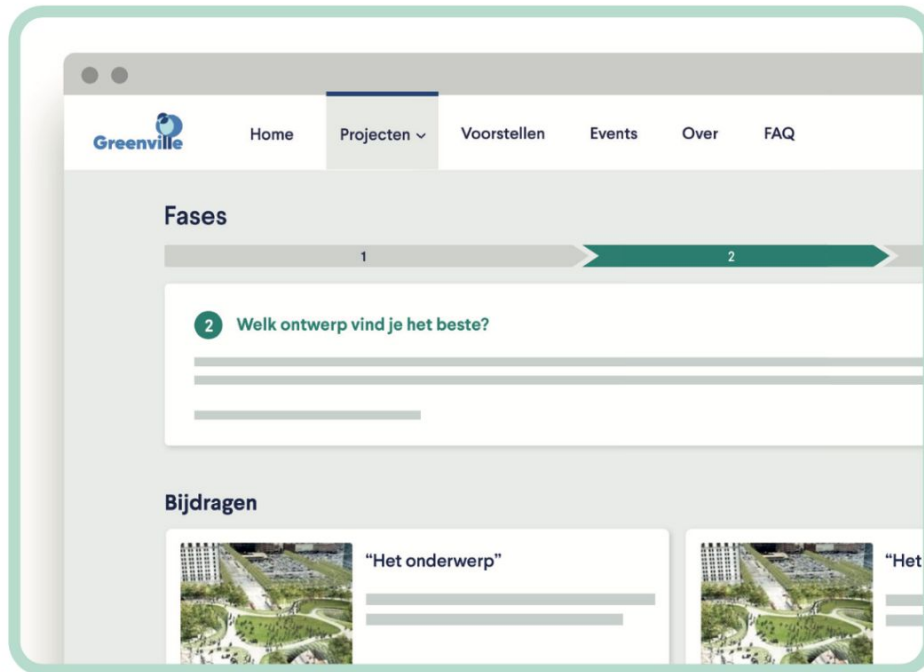 Greenville
Home
Projecten
Voorstellen
Events
Over
FAQ
Fases
1
2
2 Welk ontwerp vind je het beste?
Bijdragen
“Het onderwerp”
“Het